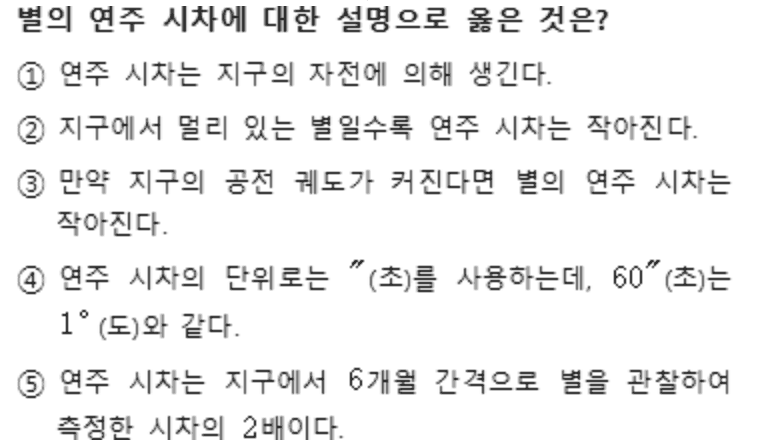 별의 연주 시차에 대한 설명으로 옳은 것은?
① 연주 시차는 지구의 자전에 의해 생긴다.
② 지구에서 멀리 있는 별일수록 연주 시차는 작아진다.
③ 만약 지구의 공전 궤도가 커진다면 별의 연주 시차는
작아진다.
④ 연주 시차의 단위로는 ″(초)를 사용하는데, 60″(초)는
1°(도)와 같다.
⑤ 연주 시차는 지구에서 6개월 간격으로 별을 관찰하여
측정한 시차의 2배이다.